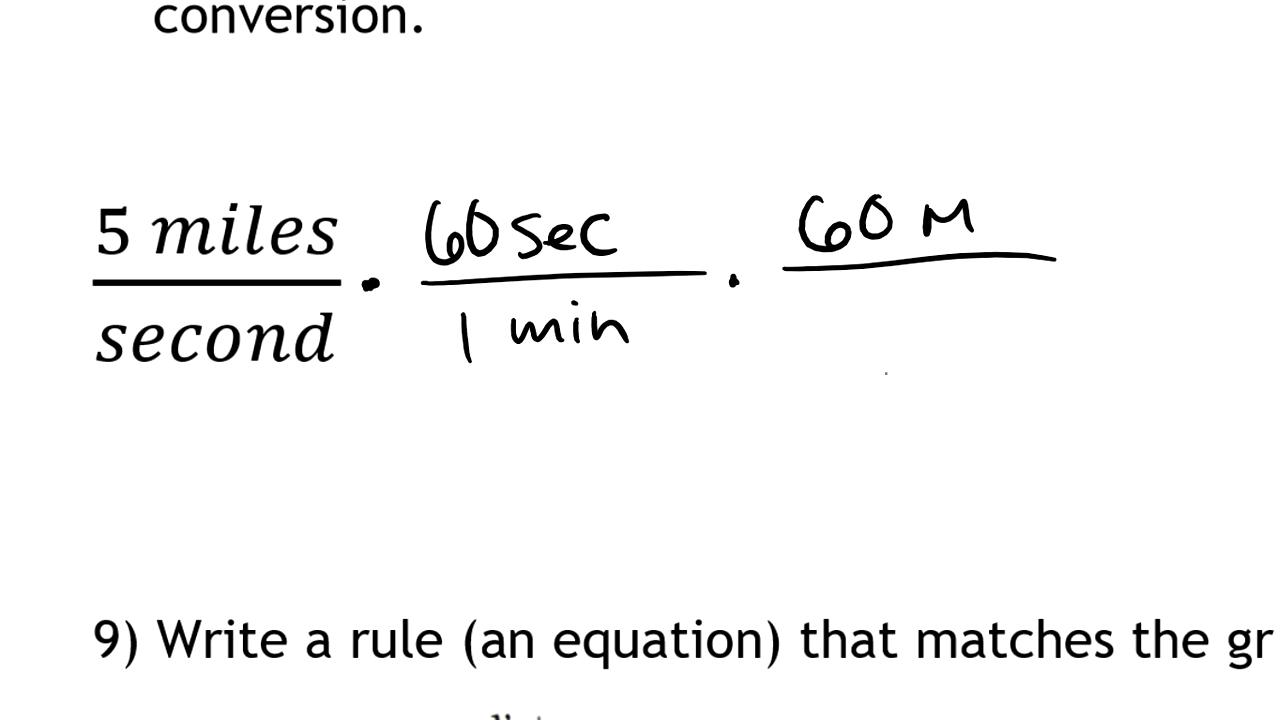 conversion.
5 miles 60 sec 60 M
second 1 min
9) Write a rule (an equation) that matches the gr